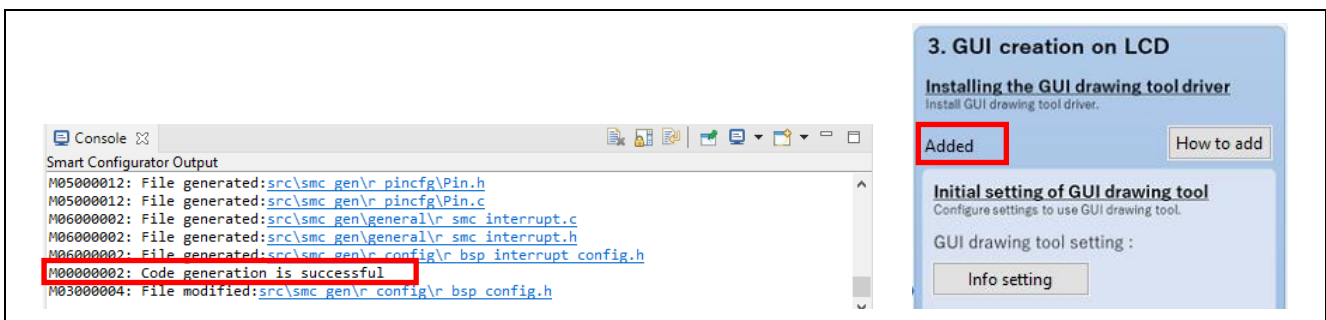 Console
Smart Configurator Output
M05000012: File generated:src\smc_gen\r_pincfg\Pin.h
M05000012: File generated:src\smc_gen\r_pincfg\Pin.c
M06000002: File generated:src\smc_gen\general\r_smc_interrupt.c
M06000002: File generated:src\smc_gen\general\r_smc_interrupt.h
M06000002: File generated:src\smc_gen\r_config\r_bsp_interrupt_config.h
M00000002: Code generation is successful
M03000004: File modified:src\smc_gen\r_config\r_bsp_config.h
3. GUI creation on LCD
Installing the GUI drawing tool driver
Install GUI drawing tool driver.
Added
How to add
Initial setting of GUI drawing tool
Configure settings to use GUI drawing tool.
GUI drawing tool setting :
Info setting